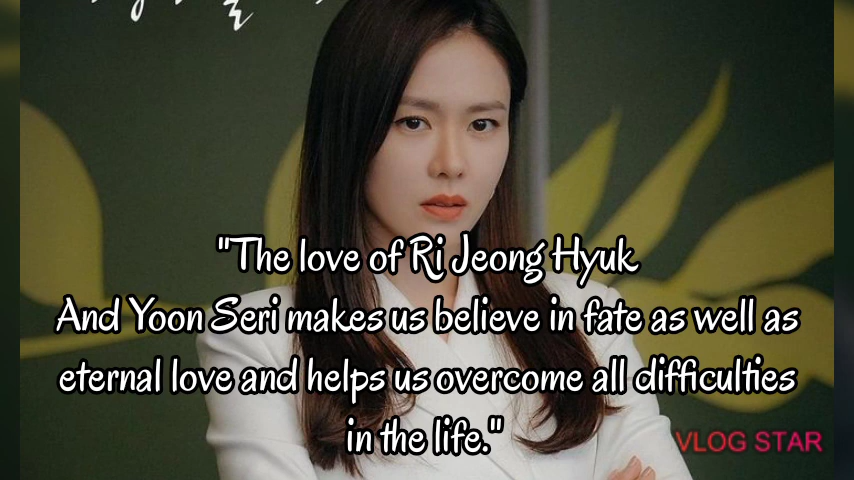 "The love of Ri Jeong Hyuk
And Yoon Seri makes us believe in fate as well as
eternal love and helps us overcome all difficulties
in the life."
VLOG STAR